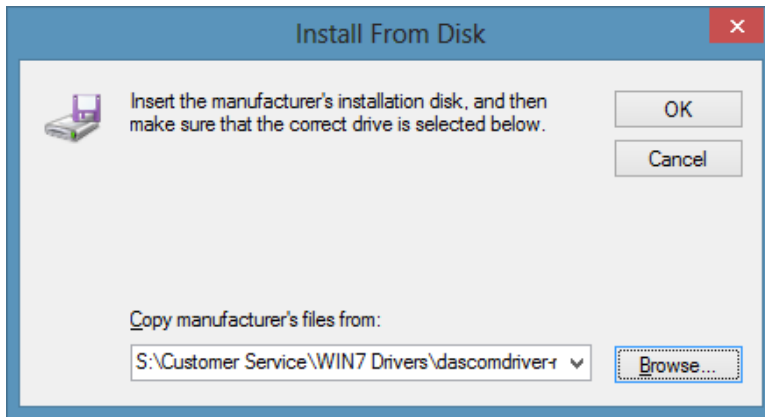 Install From Disk
Insert the manufacturer's installation disk, and then
make sure that the correct drive is selected below.
OK
Cancel
Copy manufacturer's files from:
S:\Customer Service\WIN7 Drivers\dascomdriver-r
Browse...